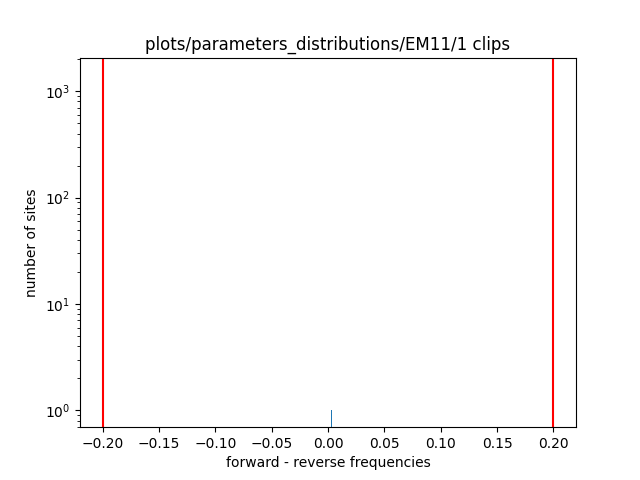 plots/parameters_distributions/EM11/1 clips
10³
10²
10¹
10⁰
number of sites
−0.20 −0.15 −0.10 −0.05 0.00 0.05 0.10 0.15 0.20
forward - reverse frequencies